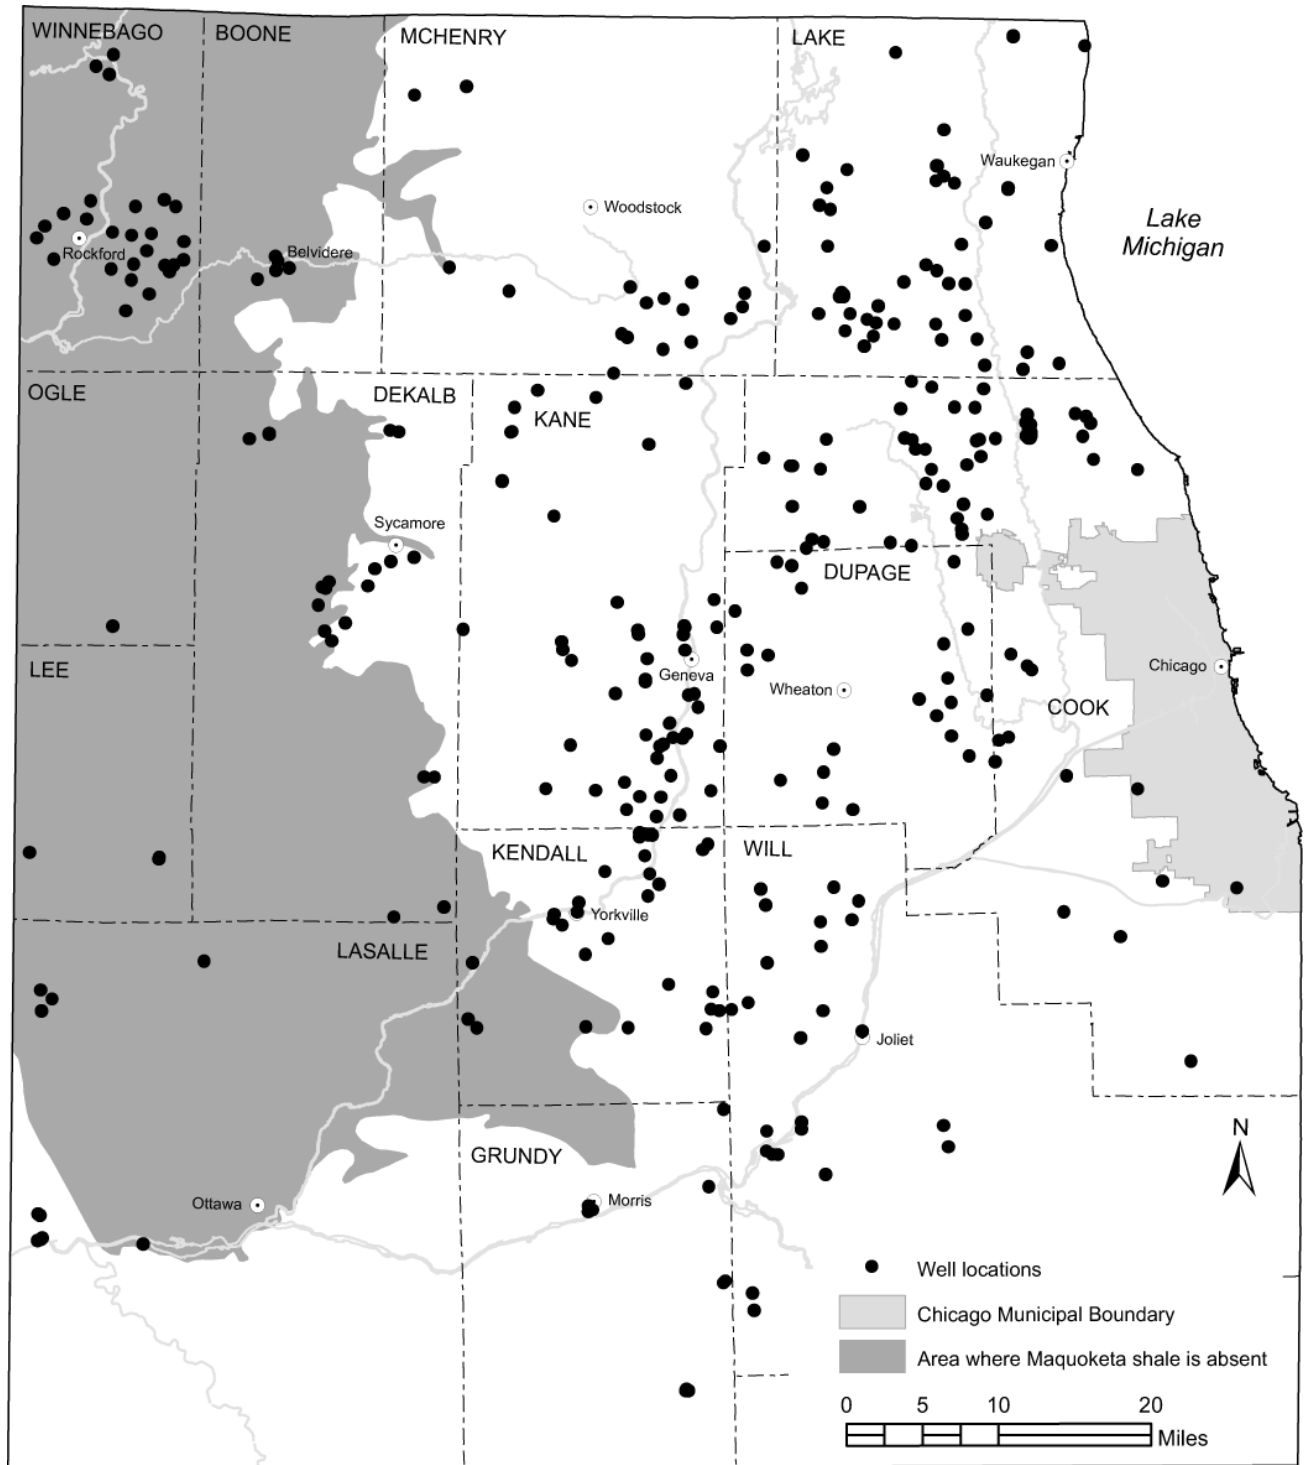 WINNEBAGO
BOONE
MCHENRY
LAKE
Waukegan
Woodstock
Lake
Michigan
Rockford
Belvidere
OGLE
DEKALB
KANE
Sycamore
DUPAGE
LEE
Geneva
Wheaton
Chicago
COOK
KENDALL
WILL
Yorkville
LASALLE
Joliet
N
GRUNDY
Ottawa
Morris
Well locations
Chicago Municipal Boundary
Area where Maquoketa shale is absent
0 5 10 20
Miles